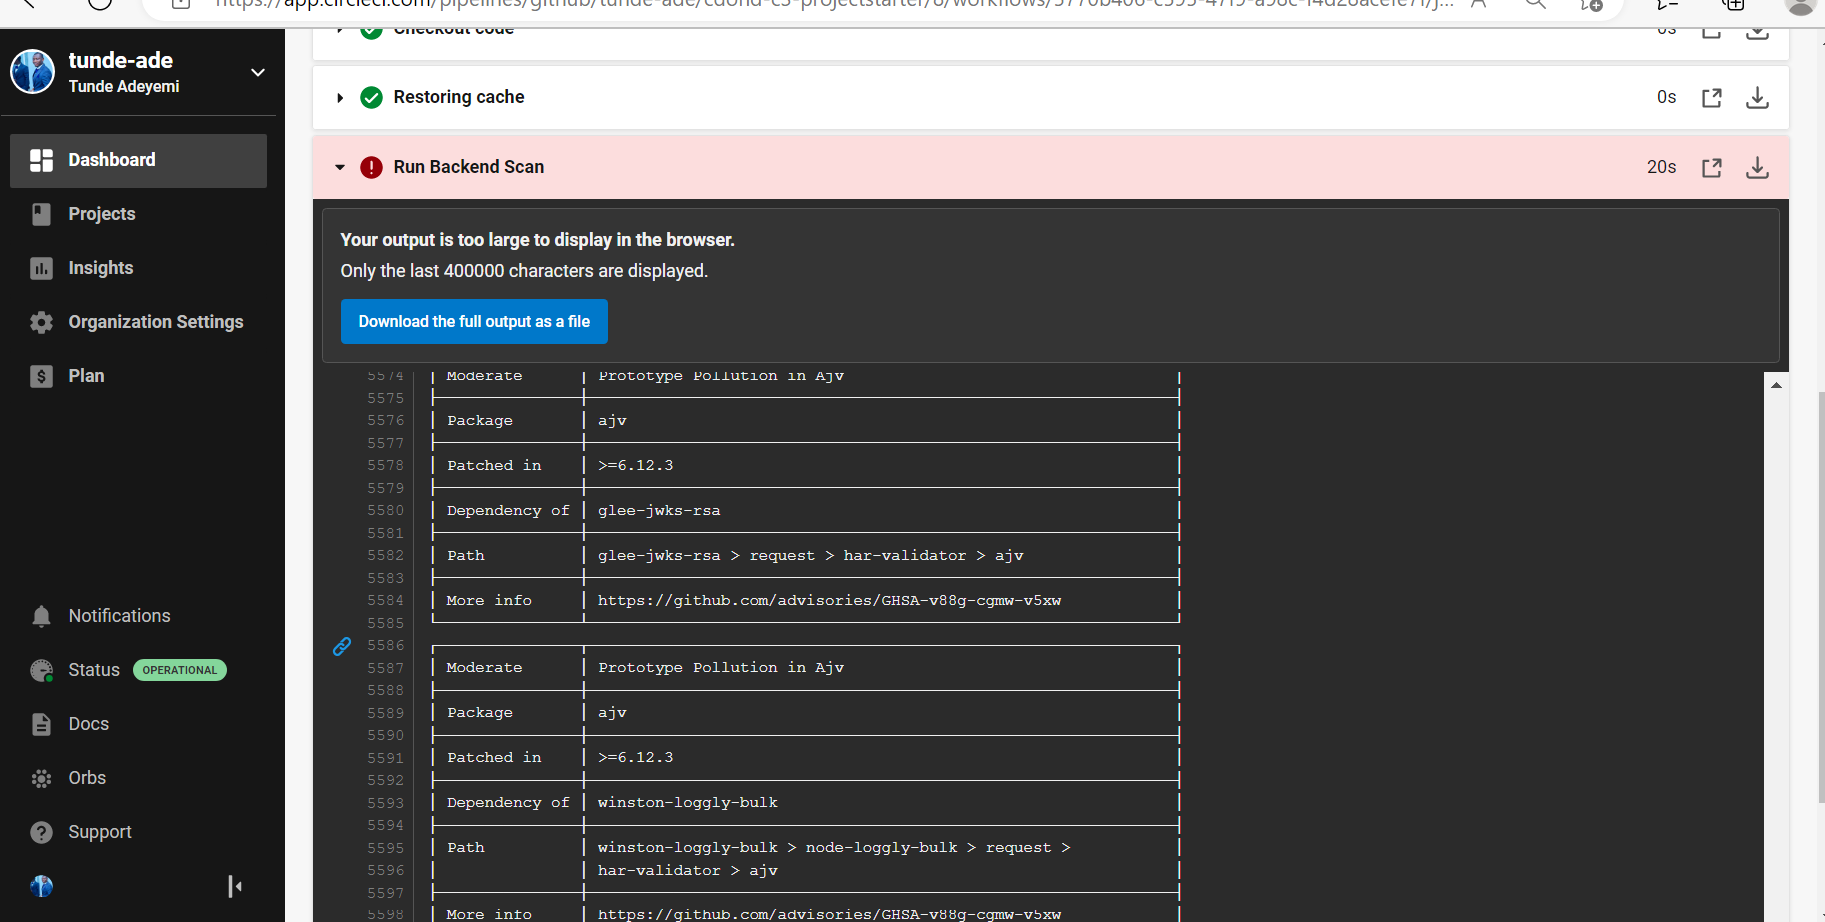 https://app.circleci.com/pipelines/github/tunde-ade/cdond-c3-projectstarter/8/workflows/
tunde-ade
Tunde Adeyemi
Dashboard
Projects
Insights
Organization Settings
Plan
Notifications
Status OPERATIONAL
Docs
Orbs
Support
Checkout code 0s
Restoring cache 0s
Run Backend Scan 20s
Your output is too large to display in the browser.
Only the last 400000 characters are displayed.
Download the full output as a file
5574 Moderate Prototype Pollution in Ajv
5575
5576 Package ajv
5577
5578 Patched in >=6.12.3
5579
5580 Dependency of glee-jwks-rsa
5581
5582 Path glee-jwks-rsa > request > har-validator > ajv
5583
5584 More info https://github.com/advisories/GHSA-v88g-cgmw-v5xw
5585
5586
5587 Moderate Prototype Pollution in Ajv
5588
5589 Package ajv
5590
5591 Patched in >=6.12.3
5592
5593 Dependency of winston-loggly-bulk
5594
5595 Path winston-loggly-bulk > node-loggly-bulk > request >
5596 har-validator > ajv
5597
5598 More info https://github.com/advisories/GHSA-v88g-cgmw-v5xw